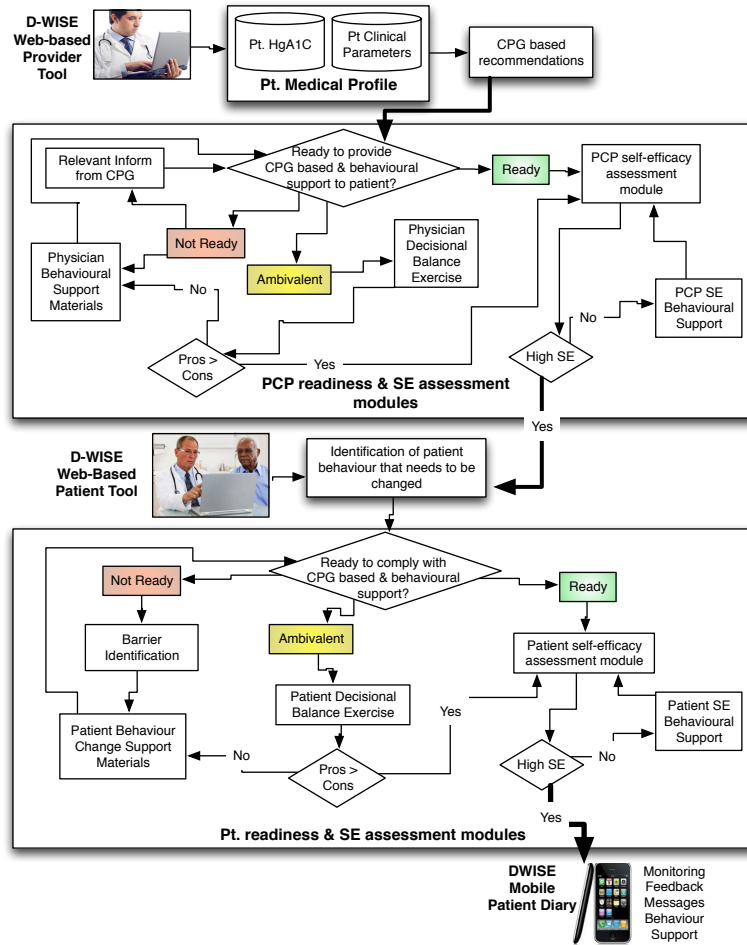 D-WISE
Web-based
Provider
Tool
Pt. HgA1C
Pt Clinical
Parameters
Pt. Medical Profile
CPG based
recommendations
Ready to provide
CPG based & behavioural
support to patient?
Relevant Inform
from CPG
Ready
PCP self-efficacy
assessment
module
Not Ready
Physician
Behavioural
Support
Materials
Ambivalent
Physician
Decisional
Balance
Exercise
No
PCP SE
Behavioural
Support
No
Pros >
Cons
Yes
High SE
PCP readiness & SE assessment
modules
Yes
D-WISE
Web-Based
Patient Tool
Identification of patient
behaviour that needs to be
changed
Ready to comply with
CPG based & behavioural
support?
Not Ready
Ready
Barrier
Identification
Ambivalent
Patient self-efficacy
assessment module
Patient Decisional
Balance Exercise
Yes
Patient SE
Behavioural
Support
Patient Behaviour
Change Support
Materials
No
Pros >
Cons
High SE
No
Yes
Pt. readiness & SE assessment modules
DWISE
Mobile
Patient Diary
Monitoring
Feedback
Messages
Behaviour
Support